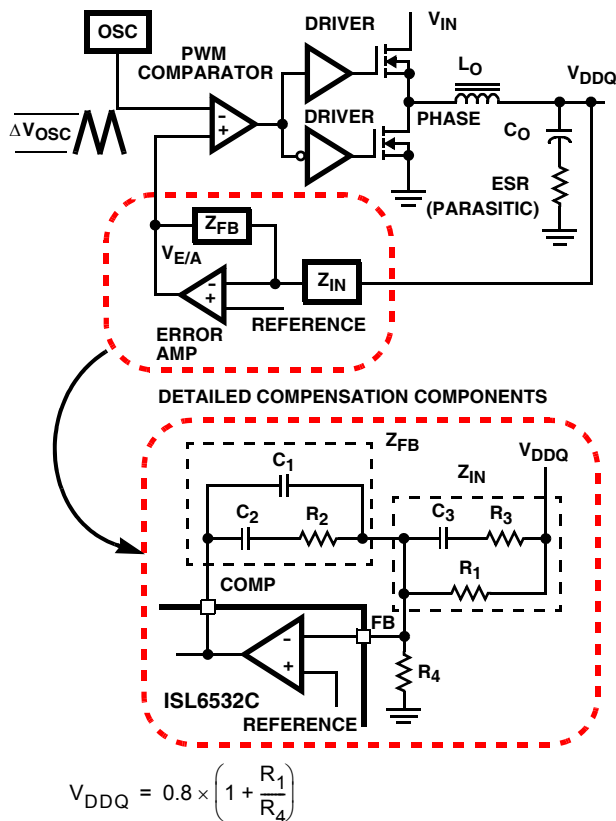 OSC
PWM
COMPARATOR
DRIVER
V_IN
L_O
V_DDQ
ΔV_OSC
-
+
DRIVER
PHASE
C_O
ESR
(PARASITIC)
Z_FB
V_E/A
-
+
Z_IN
ERROR
AMP
REFERENCE
DETAILED COMPENSATION COMPONENTS
Z_FB
V_DDQ
C_1
Z_IN
C_2
R_2
C_3
R_3
R_1
COMP
FB
-
+
R_4
ISL6532C
REFERENCE
V_DDQ = 0.8 × (1 + R_1/R_4)